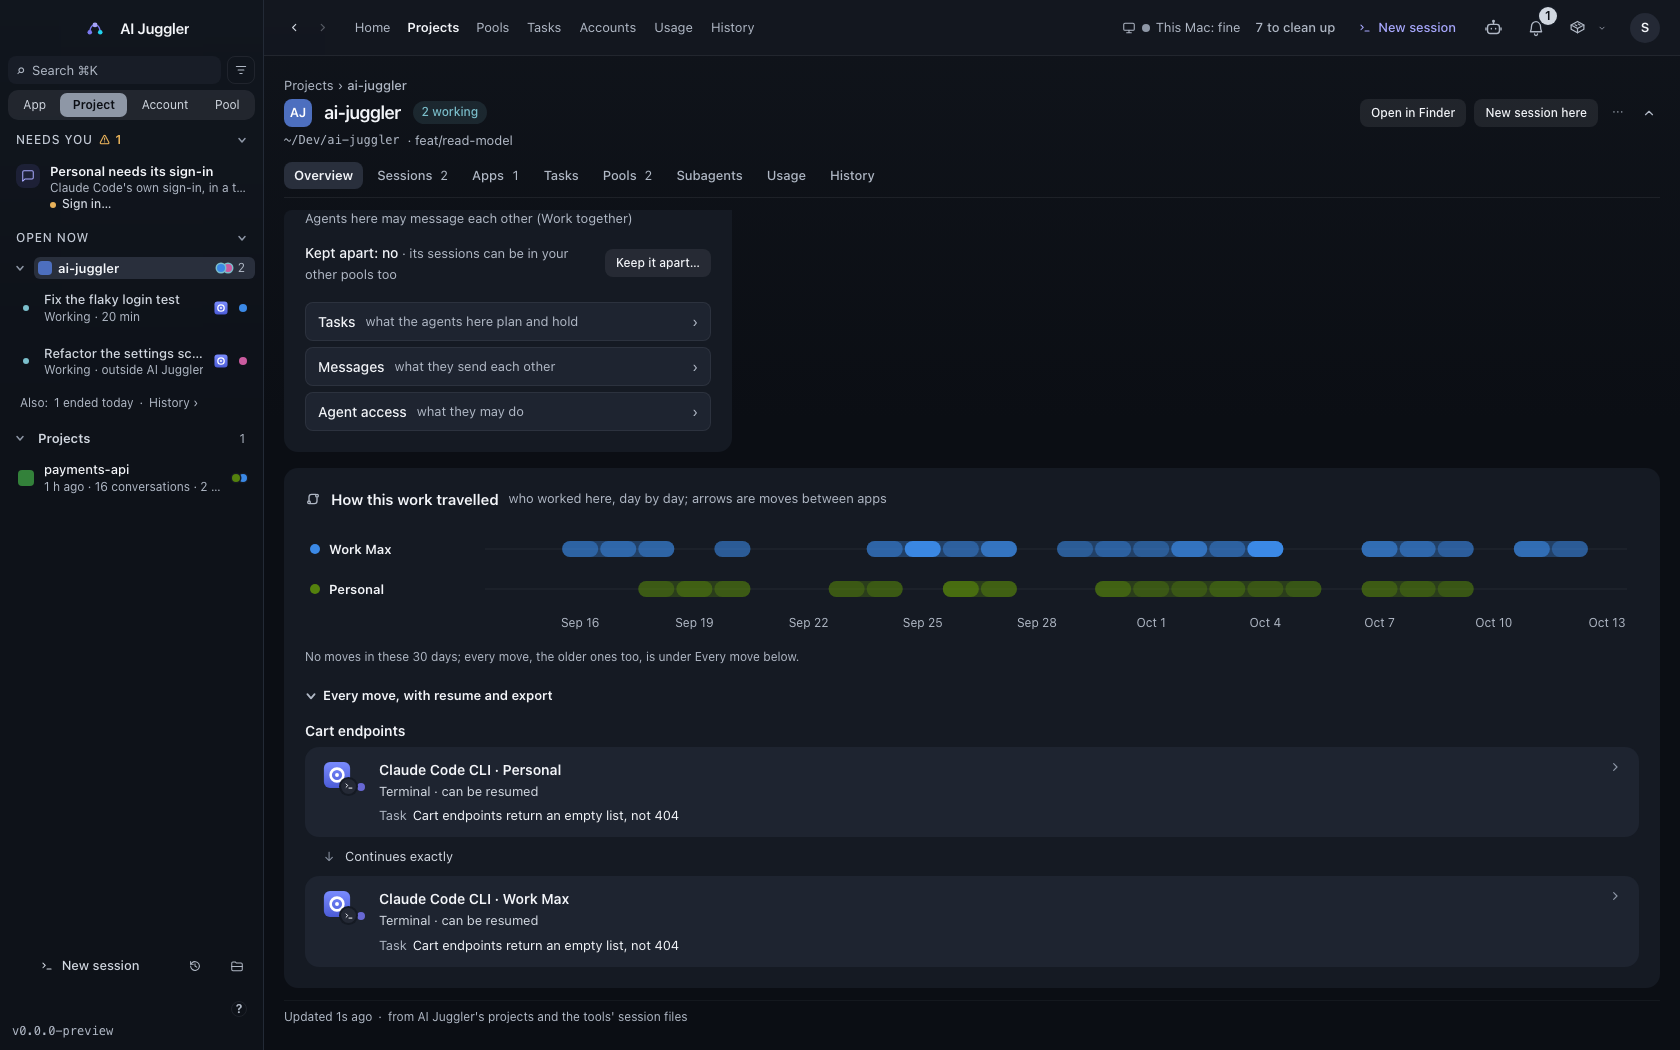 AI Juggler
Search ⌘K
App Project Account Pool
NEEDS YOU 1
Personal needs its sign-in
Claude Code's own sign-in, in a t...
Sign in...
OPEN NOW
ai-juggler 2
Fix the flaky login test
Working · 20 min
Refactor the settings sc...
Working · outside AI Juggler
Also: 1 ended today · History ›
Projects 1
payments-api
1 h ago · 16 conversations · 2 ...
New session
?
v0.0.0-preview
Home Projects Pools Tasks Accounts Usage History
This Mac: fine 7 to clean up New session 1 S
Projects › ai-juggler
AJ ai-juggler 2 working
Open in Finder New session here ...
~/Dev/ai-juggler · feat/read-model
Overview Sessions 2 Apps 1 Tasks Pools 2 Subagents Usage History
Agents here may message each other (Work together)
Kept apart: no · its sessions can be in your
other pools too
Keep it apart...
Tasks what the agents here plan and hold ›
Messages what they send each other ›
Agent access what they may do ›
How this work travelled who worked here, day by day; arrows are moves between apps
Work Max
Personal
Sep 16 Sep 19 Sep 22 Sep 25 Sep 28 Oct 1 Oct 4 Oct 7 Oct 10 Oct 13
No moves in these 30 days; every move, the older ones too, is under Every move below.
Every move, with resume and export
Cart endpoints
Claude Code CLI · Personal
Terminal · can be resumed
Task Cart endpoints return an empty list, not 404
↓ Continues exactly
Claude Code CLI · Work Max
Terminal · can be resumed
Task Cart endpoints return an empty list, not 404
Updated 1s ago · from AI Juggler's projects and the tools' session files